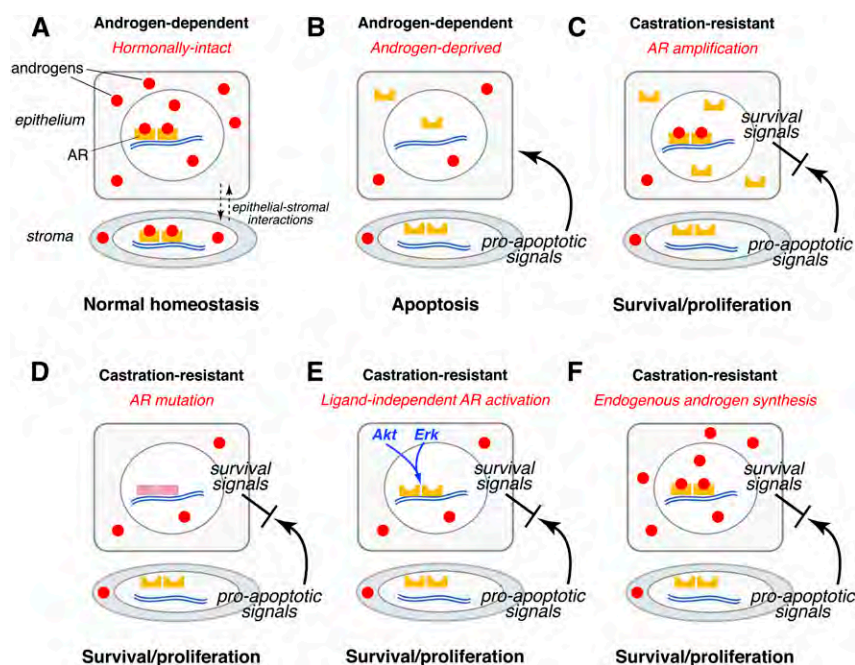 A
Androgen-dependent
Hormonally-intact
androgens
epithelium
AR
epithelial-stromal
interactions
stroma
Normal homeostasis
B
Androgen-dependent
Androgen-deprived
pro-apoptotic
signals
Apoptosis
C
Castration-resistant
AR amplification
survival
signals
pro-apoptotic
signals
Survival/proliferation
D
Castration-resistant
AR mutation
survival
signals
pro-apoptotic
signals
Survival/proliferation
E
Castration-resistant
Ligand-independent AR activation
Akt Erk
survival
signals
pro-apoptotic
signals
Survival/proliferation
F
Castration-resistant
Endogenous androgen synthesis
survival
signals
pro-apoptotic
signals
Survival/proliferation